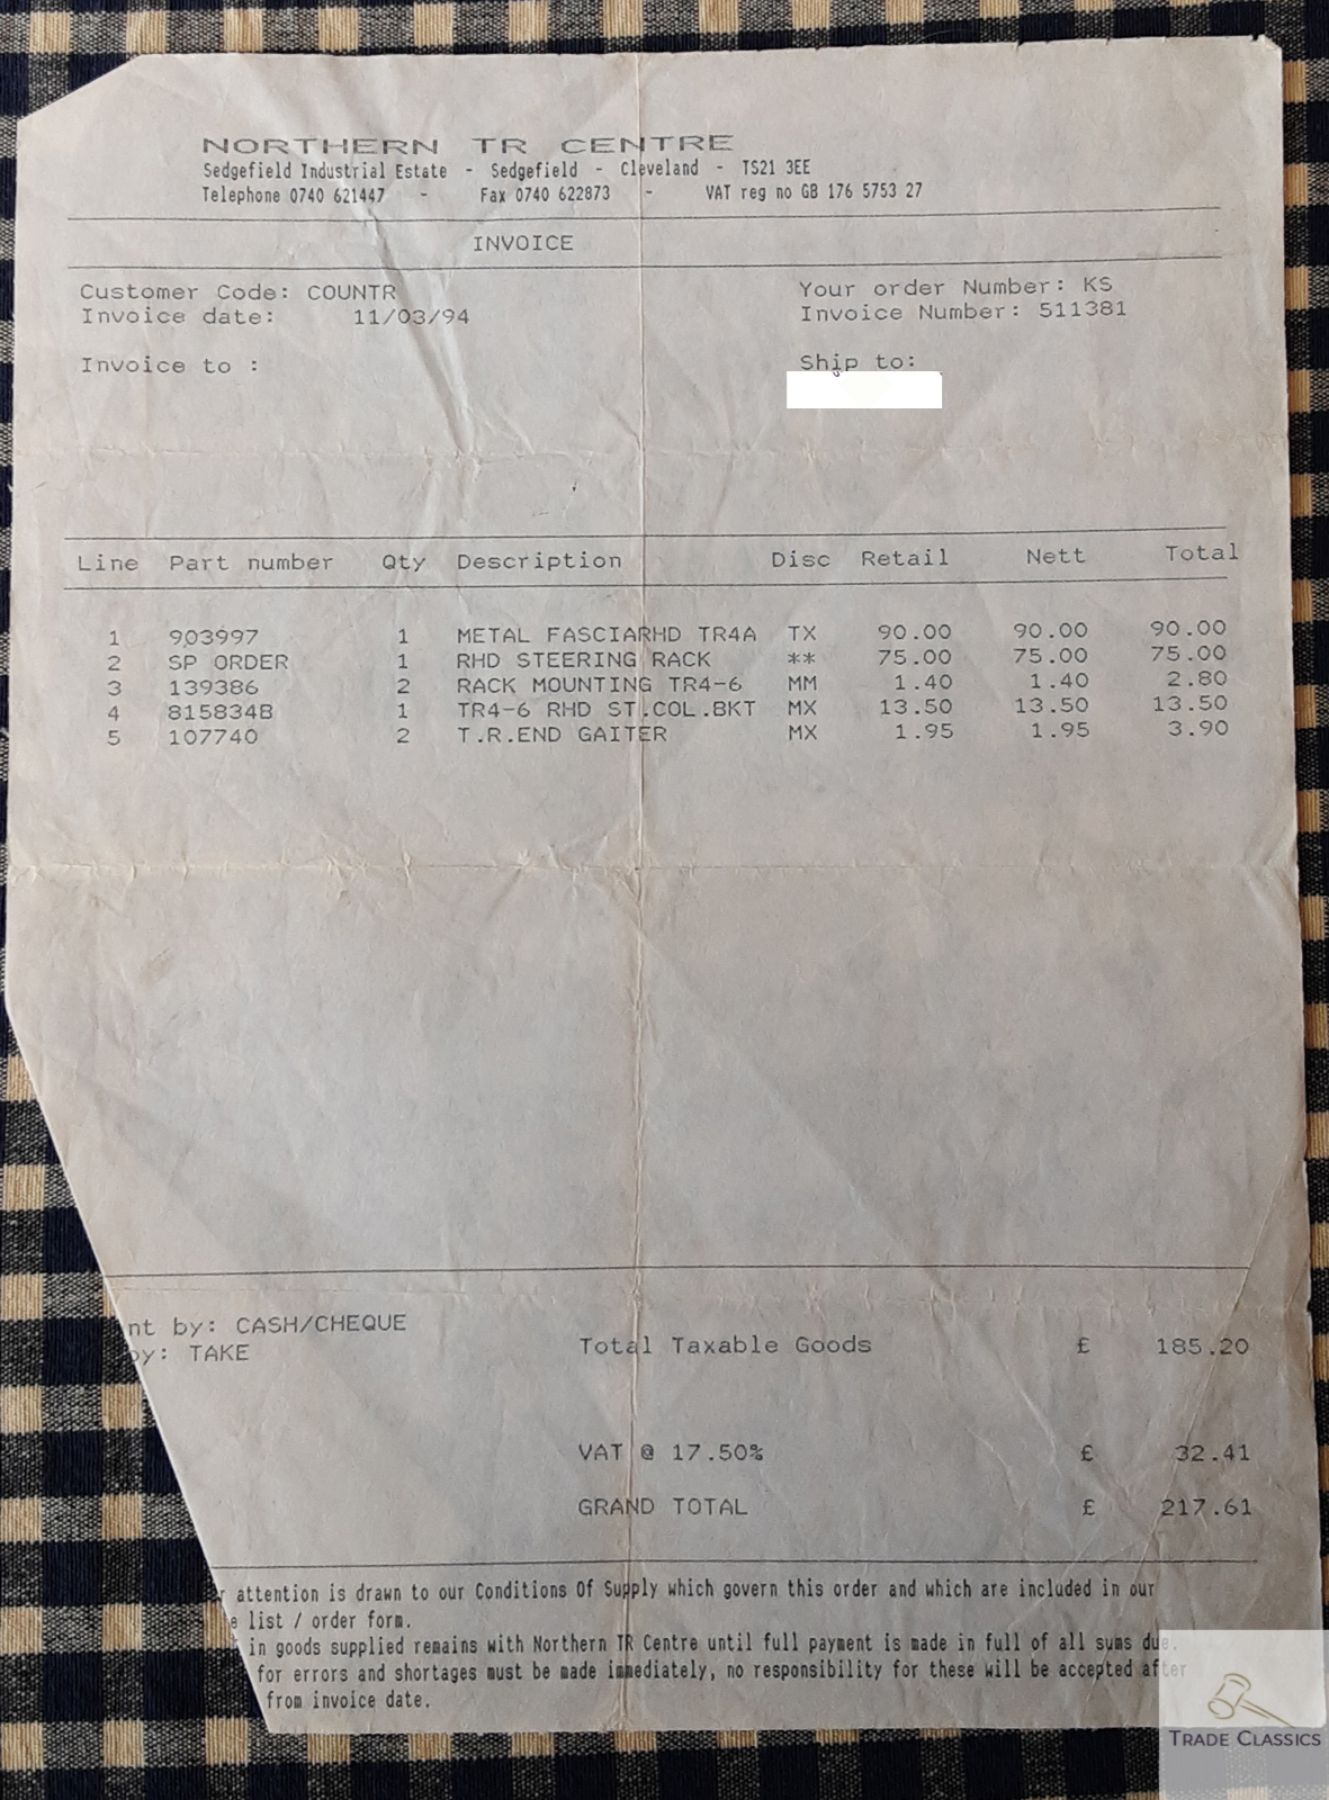 NORTHERN TR CENTRE
Sedgefield Industrial Estate - Sedgefield - Cleveland - TS21 3EE
Telephone 0740 621447 - Fax 0740 622873 - VAT reg no GB 176 5753 27
INVOICE
Customer Code: COUNTR Your order Number: KS
Invoice date: 11/03/94 Invoice Number: 511381
Invoice to : Ship to:
Line Part number Qty Description Disc Retail Nett Total
1 903997 1 METAL FASCIARHD TR4A TX 90.00 90.00 90.00
2 SP ORDER 1 RHD STEERING RACK ** 75.00 75.00 75.00
3 139386 2 RACK MOUNTING TR4-6 MM 1.40 1.40 2.80
4 815834B 1 TR4-6 RHD ST.COL.BKT MX 13.50 13.50 13.50
5 107740 2 T.R.END GAITER MX 1.95 1.95 3.90
nt by: CASH/CHEQUE
by: TAKE Total Taxable Goods £ 185.20
VAT @ 17.50% £ 32.41
GRAND TOTAL £ 217.61
r attention is drawn to our Conditions Of Supply which govern this order and which are included in our
e list / order form.
in goods supplied remains with Northern TR Centre until full payment is made in full of all sums due.
for errors and shortages must be made immediately, no responsibility for these will be accepted after
from invoice date.
TRADE CLASSICS